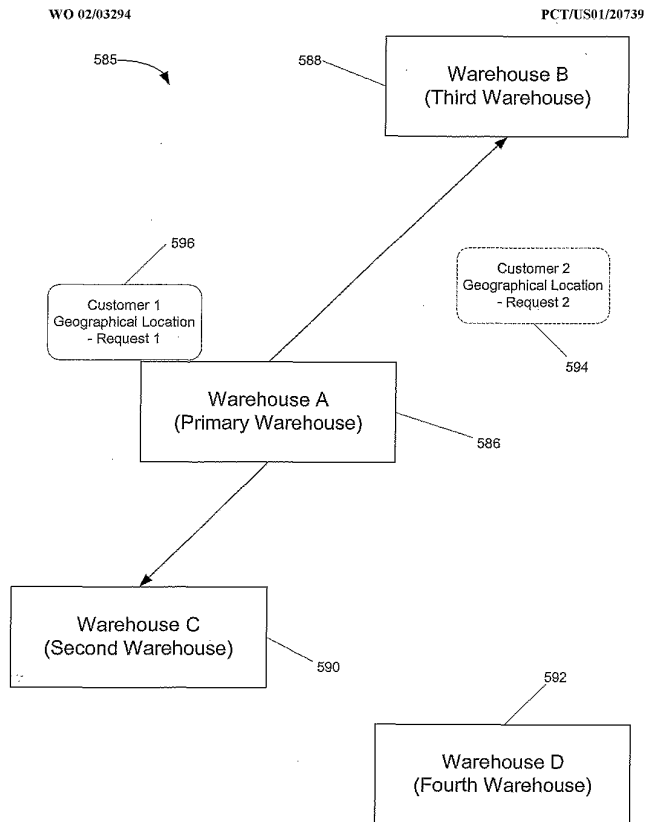 WO 02/03294
PCT/US01/20739
585
588
Warehouse B
(Third Warehouse)
596
Customer 1
Geographical Location
- Request 1
Customer 2
Geographical Location
- Request 2
594
Warehouse A
(Primary Warehouse)
586
Warehouse C
(Second Warehouse)
590
592
Warehouse D
(Fourth Warehouse)